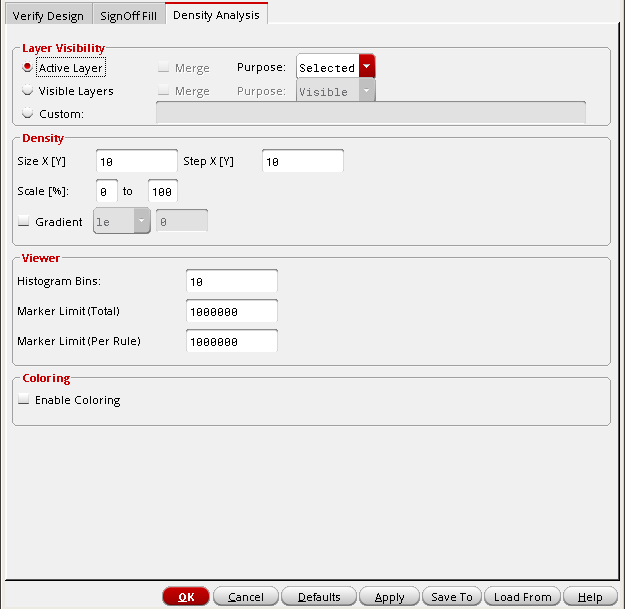 Verify Design SignOff Fill Density Analysis
Layer Visibility
Active Layer Merge Purpose: Selected
Visible Layers Merge Purpose: Visible
Custom:
Density
Size X [Y] 10 Step X [Y] 10
Scale [%]: 0 to 100
Gradient le 0
Viewer
Histogram Bins: 10
Marker Limit(Total) 1000000
Marker Limit(Per Rule) 1000000
Coloring
Enable Coloring
OK Cancel Defaults Apply Save To Load From Help